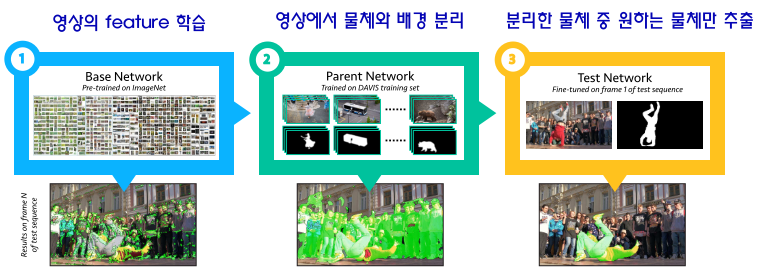 영상의 feature 학습
영상에서 물체와 배경 분리
분리한 물체 중 원하는 물체만 추출
1
Base Network
Pre-trained on ImageNet
2
Parent Network
Trained on DAVIS training set
......
......
3
Test Network
Fine-tuned on frame 1 of test sequence
Results on frame N
of test sequence